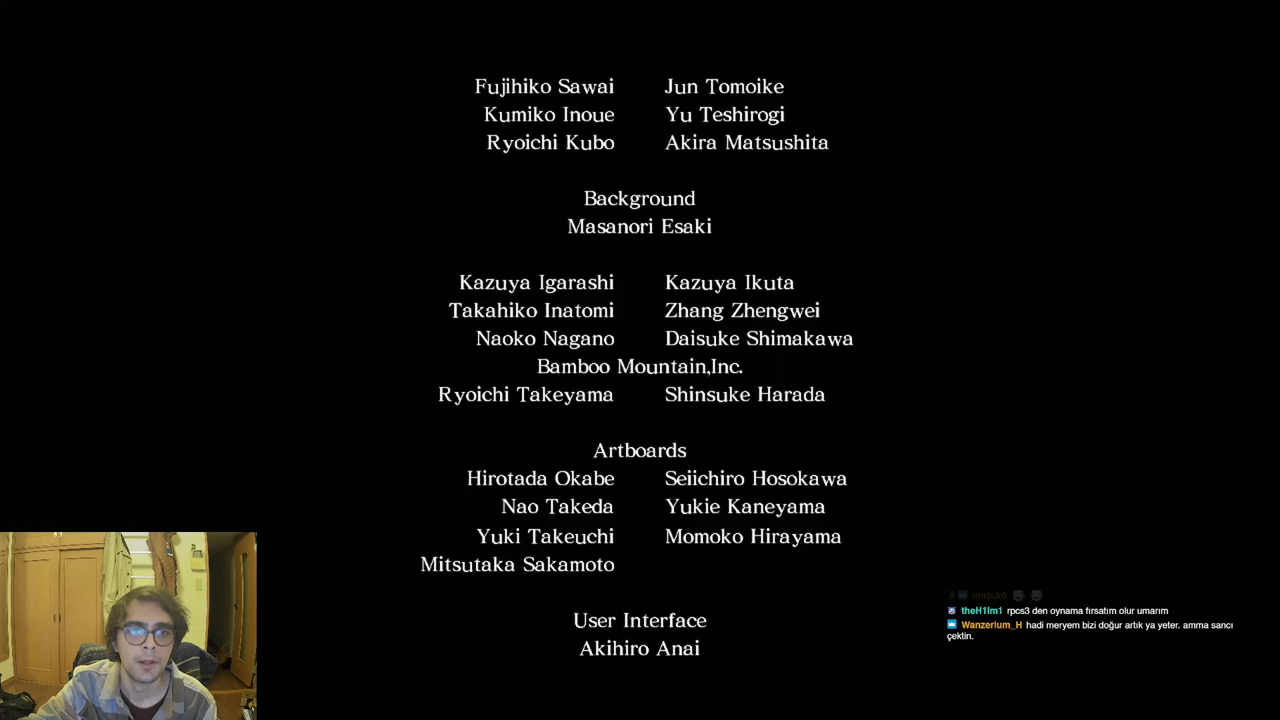 Fujihiko Sawai Jun Tomoike
Kumiko Inoue Yu Teshirogi
Ryoichi Kubo Akira Matsushita
Background
Masanori Esaki
Kazuya Igarashi Kazuya Ikuta
Takahiko Inatomi Zhang Zhengwei
Naoko Nagano Daisuke Shimakawa
Bamboo Mountain,Inc.
Ryoichi Takeyama Shinsuke Harada
Artboards
Hirotada Okabe Seiichiro Hosokawa
Nao Takeda Yukie Kaneyama
Yuki Takeuchi Momoko Hirayama
Mitsutaka Sakamoto
User Interface
Akihiro Anai
theH1lm1 rpcs3 den oynama fırsatım olur umarım
Wanzerium_H hadi meryem bizi doğur artık ya yeter. amma sancı
çektin.